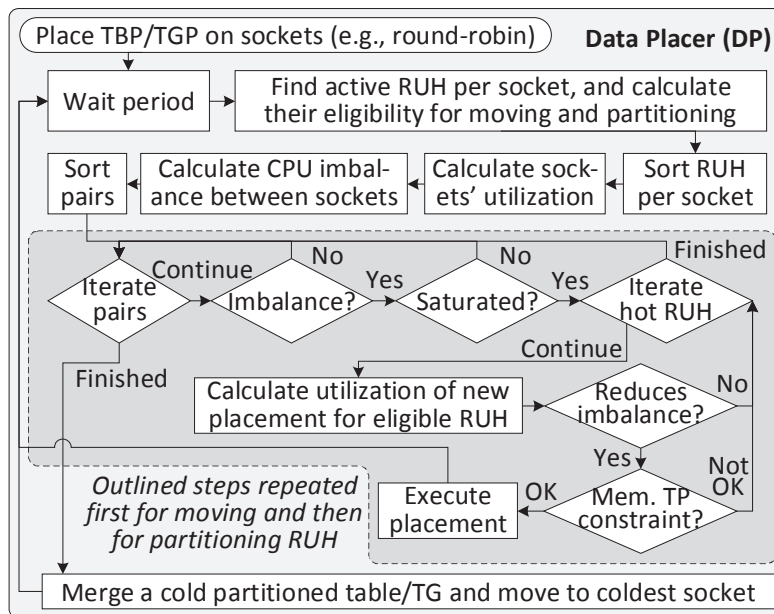 Place TBP/TGP on sockets (e.g., round-robin)
Data Placer (DP)
Wait period
Find active RUH per socket, and calculate
their eligibility for moving and partitioning
Sort
pairs
Calculate CPU imbal-
ance between sockets
Calculate sock-
ets' utilization
Sort RUH
per socket
No
No
Finished
Iterate
pairs
Continue
Imbalance?
Yes
Saturated?
Yes
Iterate
hot RUH
Continue
Finished
Calculate utilization of new
placement for eligible RUH
Reduces
imbalance?
No
Yes
Not
OK
Outlined steps repeated
first for moving and then
for partitioning RUH
Execute
placement
OK
Mem. TP
constraint?
Merge a cold partitioned table/TG and move to coldest socket